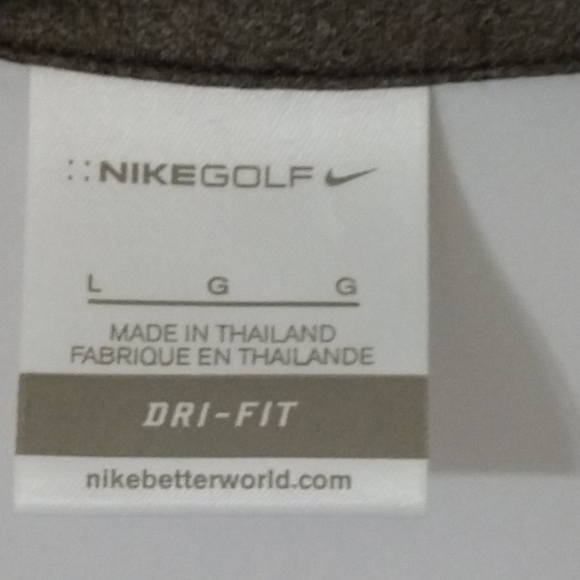 NIKEGOLF
L G G
MADE IN THAILAND
FABRIQUE EN THAILANDE
DRI-FIT
nikebetterworld.com